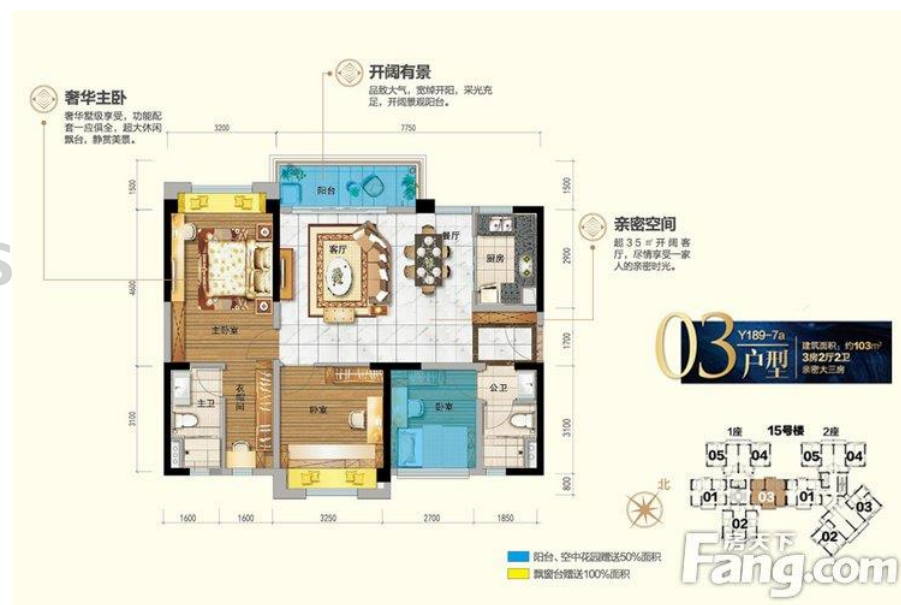 开阔有景
品致大气，宽绰开阳，采光充
足，开阔景观阳台。
奢华主卧
奢华墅级享受，功能配
套一应俱全，超大休闲
飘台，静赏美景。
3200
7750
1500
4600
3100
1500
2900
1700
3100
800
阳台
客厅
餐厅
厨房
主卧室
主卫
衣帽间
卧室
卧室
公卫
亲密空间
超35㎡开阔客
厅，尽情享受一家
人的亲密时光。
03
Y189-7a
户型
建筑面积：约103m²
3房2厅2卫
亲密大三房
1600
1600
3250
2700
1850
北
1座
15号楼
2座
05
04
05
04
01
03
01
03
02
02
阳台、空中花园赠送50%面积
飘窗台赠送100%面积
房天下
Fang.com
S